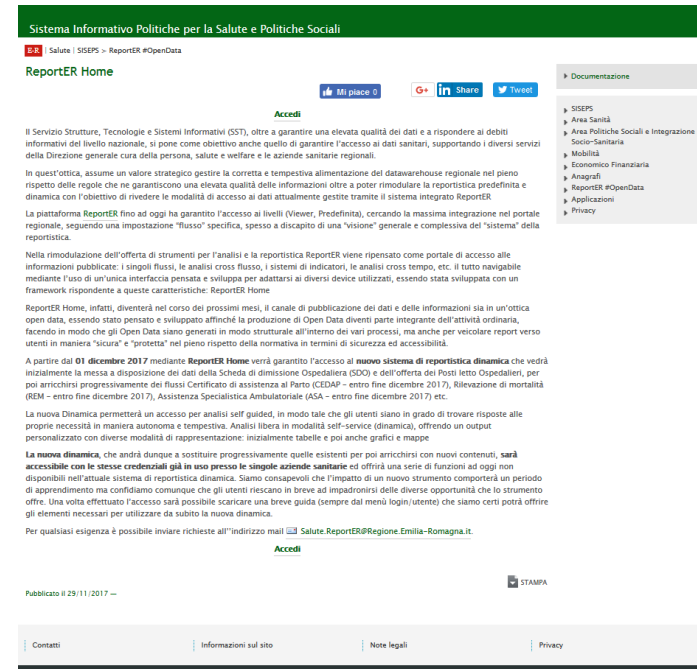 Sistema Informativo Politiche per la Salute e Politiche Sociali
E-R | Salute | SISEPS > ReportER #OpenData
ReportER Home
Mi piace 0
G+
in Share
Tweet
Accedi
Il Servizio Strutture, Tecnologie e Sistemi Informativi (SST), oltre a garantire una elevata qualità dei dati e a rispondere ai debiti
informativi del livello nazionale, si pone come obiettivo anche quello di garantire l'accesso ai dati sanitari, supportando i diversi servizi
della Direzione generale cura della persona, salute e welfare e le aziende sanitarie regionali.
In quest'ottica, assume un valore strategico gestire la corretta e tempestiva alimentazione del datawarehouse regionale nel pieno
rispetto delle regole che ne garantiscono una elevata qualità delle informazioni oltre a poter rimodulare la reportistica predefinita e
dinamica con l'obiettivo di rivedere le modalità di accesso ai dati attualmente gestite tramite il sistema integrato ReportER
La piattaforma ReportER fino ad oggi ha garantito l'accesso ai livelli (Viewer, Predefinita), cercando la massima integrazione nel portale
regionale, seguendo una impostazione "flusso" specifica, spesso a discapito di una "visione" generale e complessiva del "sistema" della
reportistica.
Nella rimodulazione dell'offerta di strumenti per l'analisi e la reportistica ReportER viene ripensato come portale di accesso alle
informazioni pubblicate: i singoli flussi, le analisi cross flusso, i sistemi di indicatori, le analisi cross tempo, etc. il tutto navigabile
mediante l'uso di un'unica interfaccia pensata e sviluppa per adattarsi ai diversi device utilizzati, essendo stata sviluppata con un
framework rispondente a queste caratteristiche: ReportER Home
ReportER Home, infatti, diventerà nel corso dei prossimi mesi, il canale di pubblicazione dei dati e delle informazioni sia in un'ottica
open data, essendo stato pensato e sviluppato affinché la produzione di Open Data diventi parte integrante dell'attività ordinaria,
facendo in modo che gli Open Data siano generati in modo strutturale all'interno dei vari processi, ma anche per veicolare report verso
utenti in maniera "sicura" e "protetta" nel pieno rispetto della normativa in termini di sicurezza ed accessibilità.
A partire dal 01 dicembre 2017 mediante ReportER Home verrà garantito l'accesso al nuovo sistema di reportistica dinamica che vedrà
inizialmente la messa a disposizione dei dati della Scheda di dimissione Ospedaliera (SDO) e dell'offerta dei Posti letto Ospedalieri, per
poi arricchirsi progressivamente dei flussi Certificato di assistenza al Parto (CEDAP - entro fine dicembre 2017), Rilevazione di mortalità
(REM - entro fine dicembre 2017), Assistenza Specialistica Ambulatoriale (ASA - entro fine dicembre 2017) etc.
La nuova Dinamica permetterà un accesso per analisi self guided, in modo tale che gli utenti siano in grado di trovare risposte alle
proprie necessità in maniera autonoma e tempestiva. Analisi libera in modalità self-service (dinamica), offrendo un output
personalizzato con diverse modalità di rappresentazione: inizialmente tabelle e poi anche grafici e mappe
La nuova dinamica, che andrà dunque a sostituire progressivamente quelle esistenti per poi arricchirsi con nuovi contenuti, sarà
accessibile con le stesse credenziali già in uso presso le singole aziende sanitarie ed offrirà una serie di funzioni ad oggi non
disponibili nell'attuale sistema di reportistica dinamica. Siamo consapevoli che l'impatto di un nuovo strumento comporterà un periodo
di apprendimento ma confidiamo comunque che gli utenti riescano in breve ad impadronirsi delle diverse opportunità che lo strumento
offre. Una volta effettuato l'accesso sarà possibile scaricare una breve guida (sempre dal menù login/utente) che siamo certi potrà offrire
gli elementi necessari per utilizzare da subito la nuova dinamica.
Per qualsiasi esigenza è possibile inviare richieste all''indirizzo mail Salute.ReportER@Regione.Emilia-Romagna.it.
Accedi
STAMPA
Pubblicato il 29/11/2017 —
Documentazione
SISEPS
Area Sanità
Area Politiche Sociali e Integrazione
Socio-Sanitaria
Mobilità
Economico Finanziaria
Anagrafi
ReportER #OpenData
Applicazioni
Privacy
Contatti
Informazioni sul sito
Note legali
Privacy